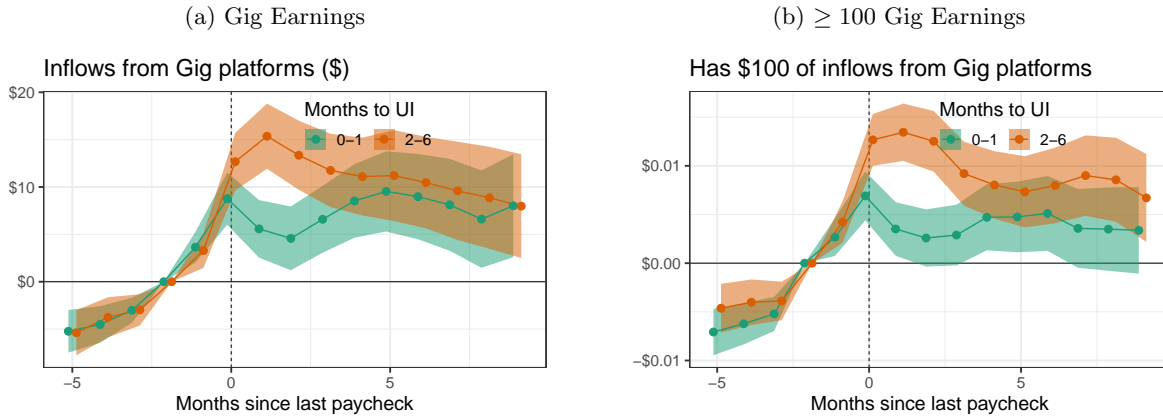 (a) Gig Earnings
Inflows from Gig platforms ($)
Months to UI
0−1 2−6
$20
$10
$0
−5 0 5
Months since last paycheck
(b) ≥ 100 Gig Earnings
Has $100 of inflows from Gig platforms
Months to UI
0−1 2−6
$0.01
$0.00
−$0.01
−5 0 5
Months since last paycheck